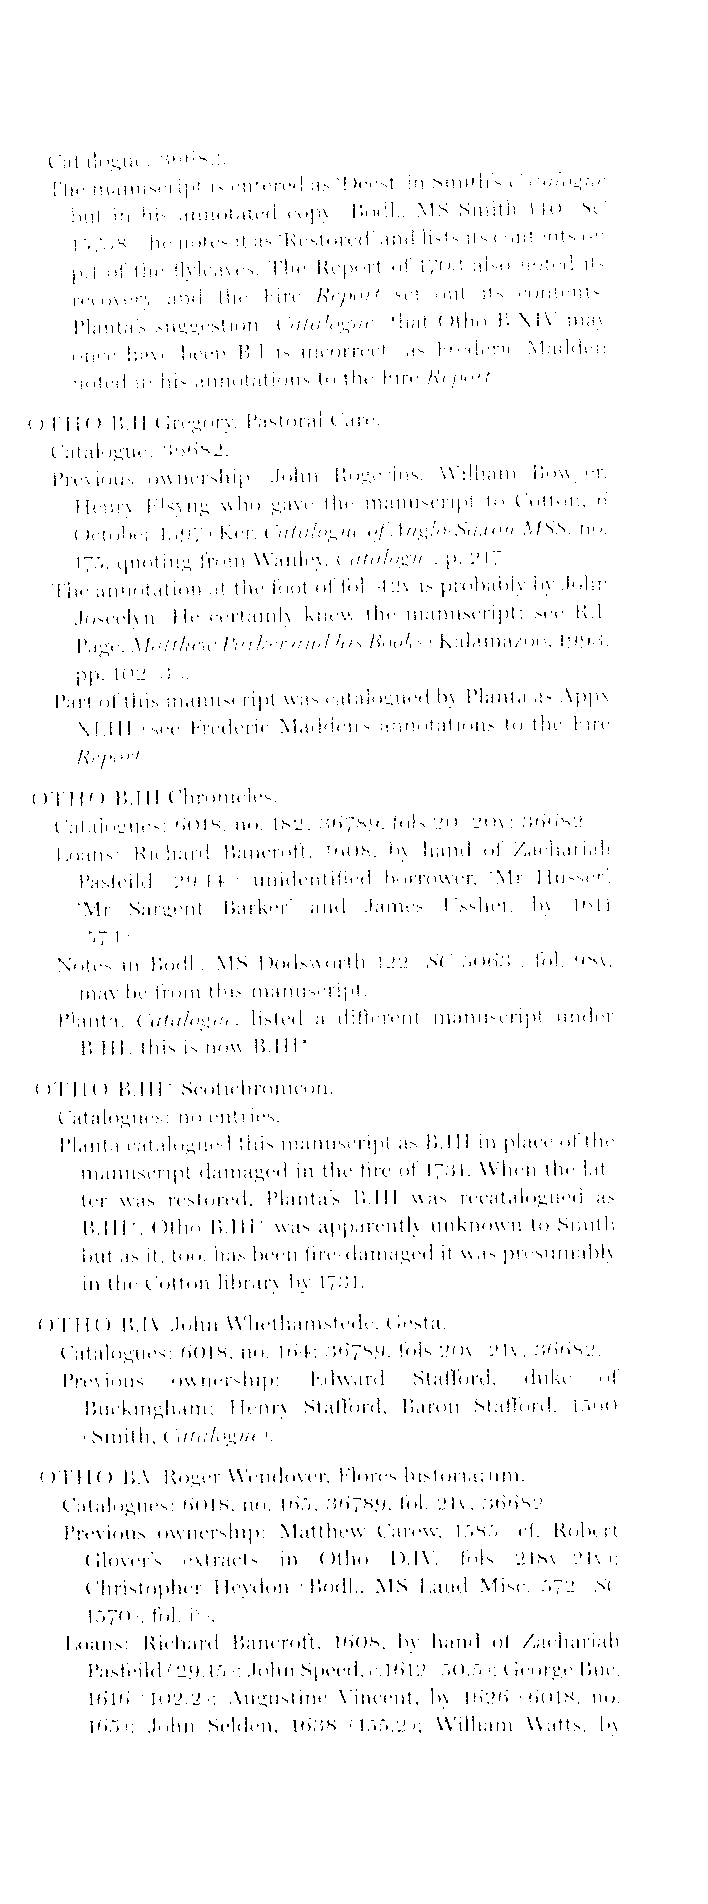 Catalogue: 36682.
The manuscript is entered as 'Deest' in Smith's Catalogue
but in his annotated copy (Bodl., MS Smith 140 (SC
15758)) he notes it as 'Restored' and lists its contents on
p.1 of the flyleaves. The Report of 1703 also noted its
recovery and the Fire Report set out its contents.
Planta's suggestion (Catalogue) that Otho B.XIV may
once have been B.I is incorrect, as Frederic Madden
noted in his annotations to the Fire Report.
OTHO B.II Gregory, Pastoral Care.
Catalogue: 36682.
Previous ownership: John Rogerius, William Bowyer,
Henry Elsyng who gave the manuscript to Cotton, 6
October 1597 (Ker, Catalogue of Anglo-Saxon MSS, no.
175, quoting from Wanley, Catalogue, p. 217).
The annotation at the foot of fol. 42v is probably by John
Joscelyn. He certainly knew the manuscript: see R.I.
Page, Matthew Parker and his Books (Kalamazoo, 1993),
pp. 102
Part of this manuscript was catalogued by Planta as Appx
XLIII (see Frederic Madden's annotations to the Fire
Report
OTHO B.III Chronicles.
Catalogues: 6018, no. 182; 36789, fols 20–20v; 36682.
Loans: Richard Bancroft, 1608, by hand of Zachariah
Pasfeild (29.14); unidentified borrower, 'Mr Husser',
'Mr Sargent Barker' and James Ussher, by 1611
Notes in Bodl., MS Dodsworth 122 (SC 5063), fol. 98v,
may be from this manuscript.
Planta, Catalogue, listed a different manuscript under
B.III: this is now B.III*
OTHO B.III* Scotichronicon.
Catalogues: no entries.
Planta catalogued this manuscript as B.III in place of the
manuscript damaged in the fire of 1731. When the lat-
ter was restored, Planta's B.III was recatalogued as
B.III*. Otho B.III* was apparently unknown to Smith
but as it, too, has been fire-damaged it was presumably
in the Cotton library by 1731.
OTHO B.IV John Whethamstede, Gesta.
Catalogues: 6018, no. 164; 36789, fols 20v–21v; 36682.
Previous ownership: Edward Stafford, duke of
Buckingham; Henry Stafford, Baron Stafford, 1560
(Smith, Catalogue).
OTHO B.V Roger Wendover, Flores historiarum.
Catalogues: 6018, no. 165; 36789, fol. 21v; 36682.
Previous ownership: Matthew Carew, 1585 (cf. Robert
Glover's extracts in Otho D.IV, fols 218v–21v);
Christopher Heydon (Bodl., MS Laud Misc. 572 (SC
1570), fol. iv).
Loans: Richard Bancroft, 1608, by hand of Zachariah
Pasfeild (29.15); John Speed, c.1612 (50.5); George Buc,
1616 (102.2); Augustine Vincent, by 1626 (6018, no.
165); John Selden, 1638 (155.2); William Watts, by